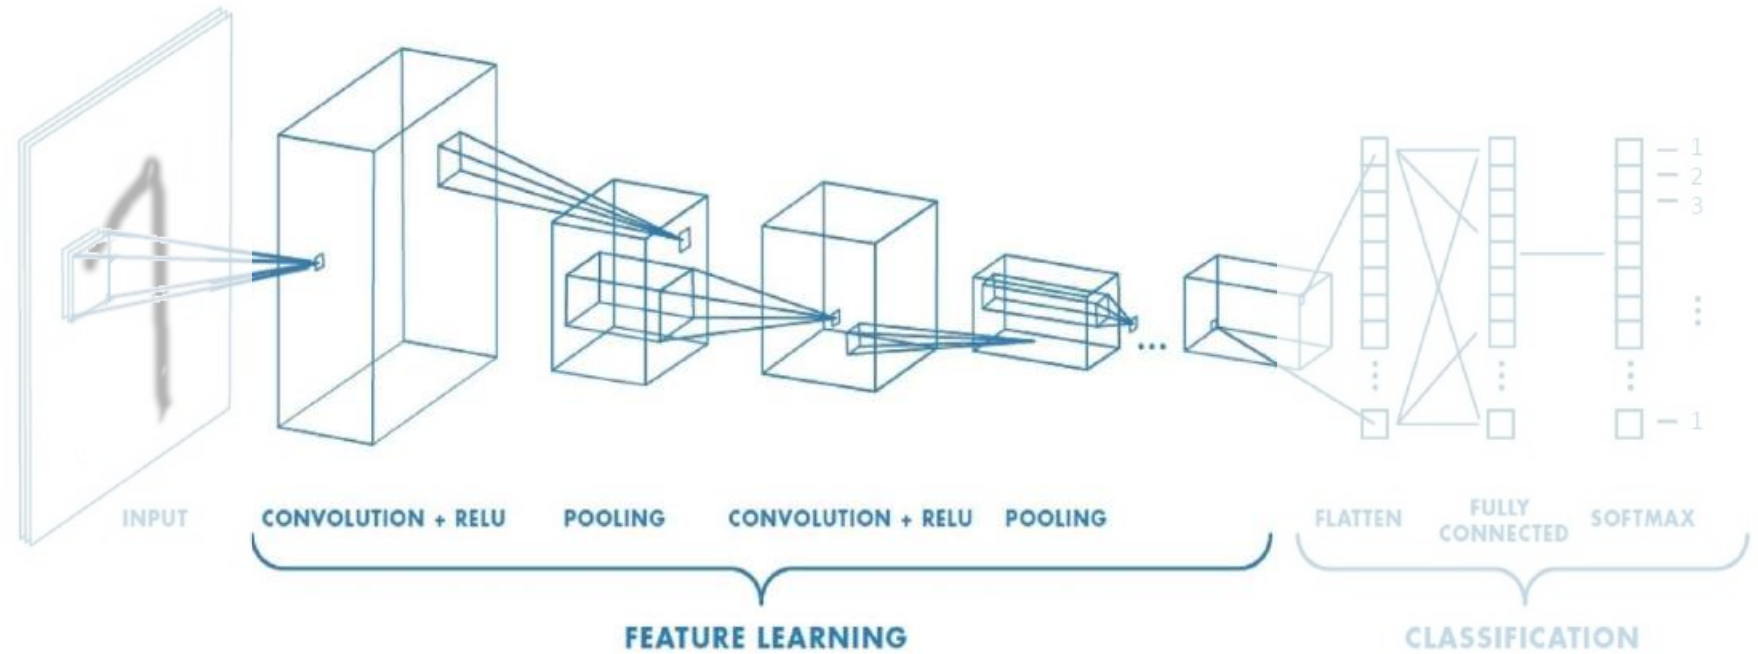 1
2
3
1
INPUT
CONVOLUTION + RELU
POOLING
CONVOLUTION + RELU
POOLING
...
FLATTEN
FULLY
CONNECTED
SOFTMAX
FEATURE LEARNING
CLASSIFICATION